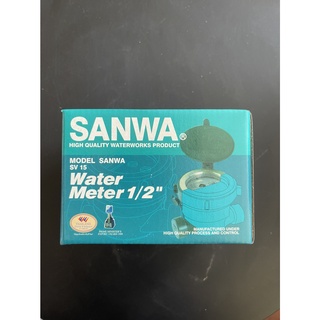 SANWA®
HIGH QUALITY WATERWORKS PRODUCT
MODEL SANWA
SV 15
Water
Meter 1/2"
MANUFACTURED UNDER
HIGH QUALITY PROCESS AND CONTROL